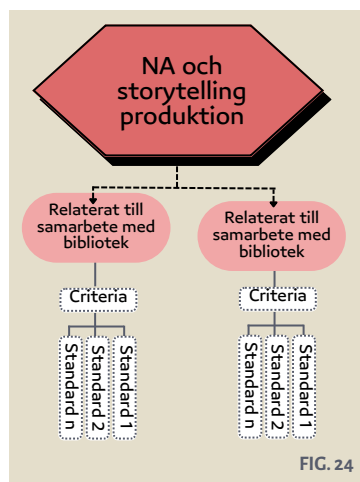 NA och
storytelling
produktion
Relaterat till
samarbete med
bibliotek
Relaterat till
samarbete med
bibliotek
Criteria
Criteria
Standard n
Standard 2
Standard 1
Standard n
Standard 2
Standard 1
FIG. 24